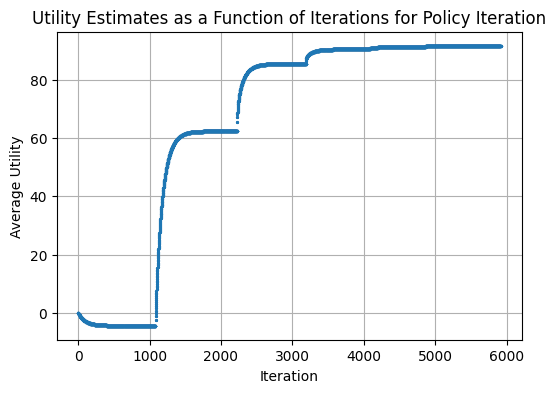 Utility Estimates as a Function of Iterations for Policy Iteration
Average Utility
80
60
40
20
0
0 1000 2000 3000 4000 5000 6000
Iteration